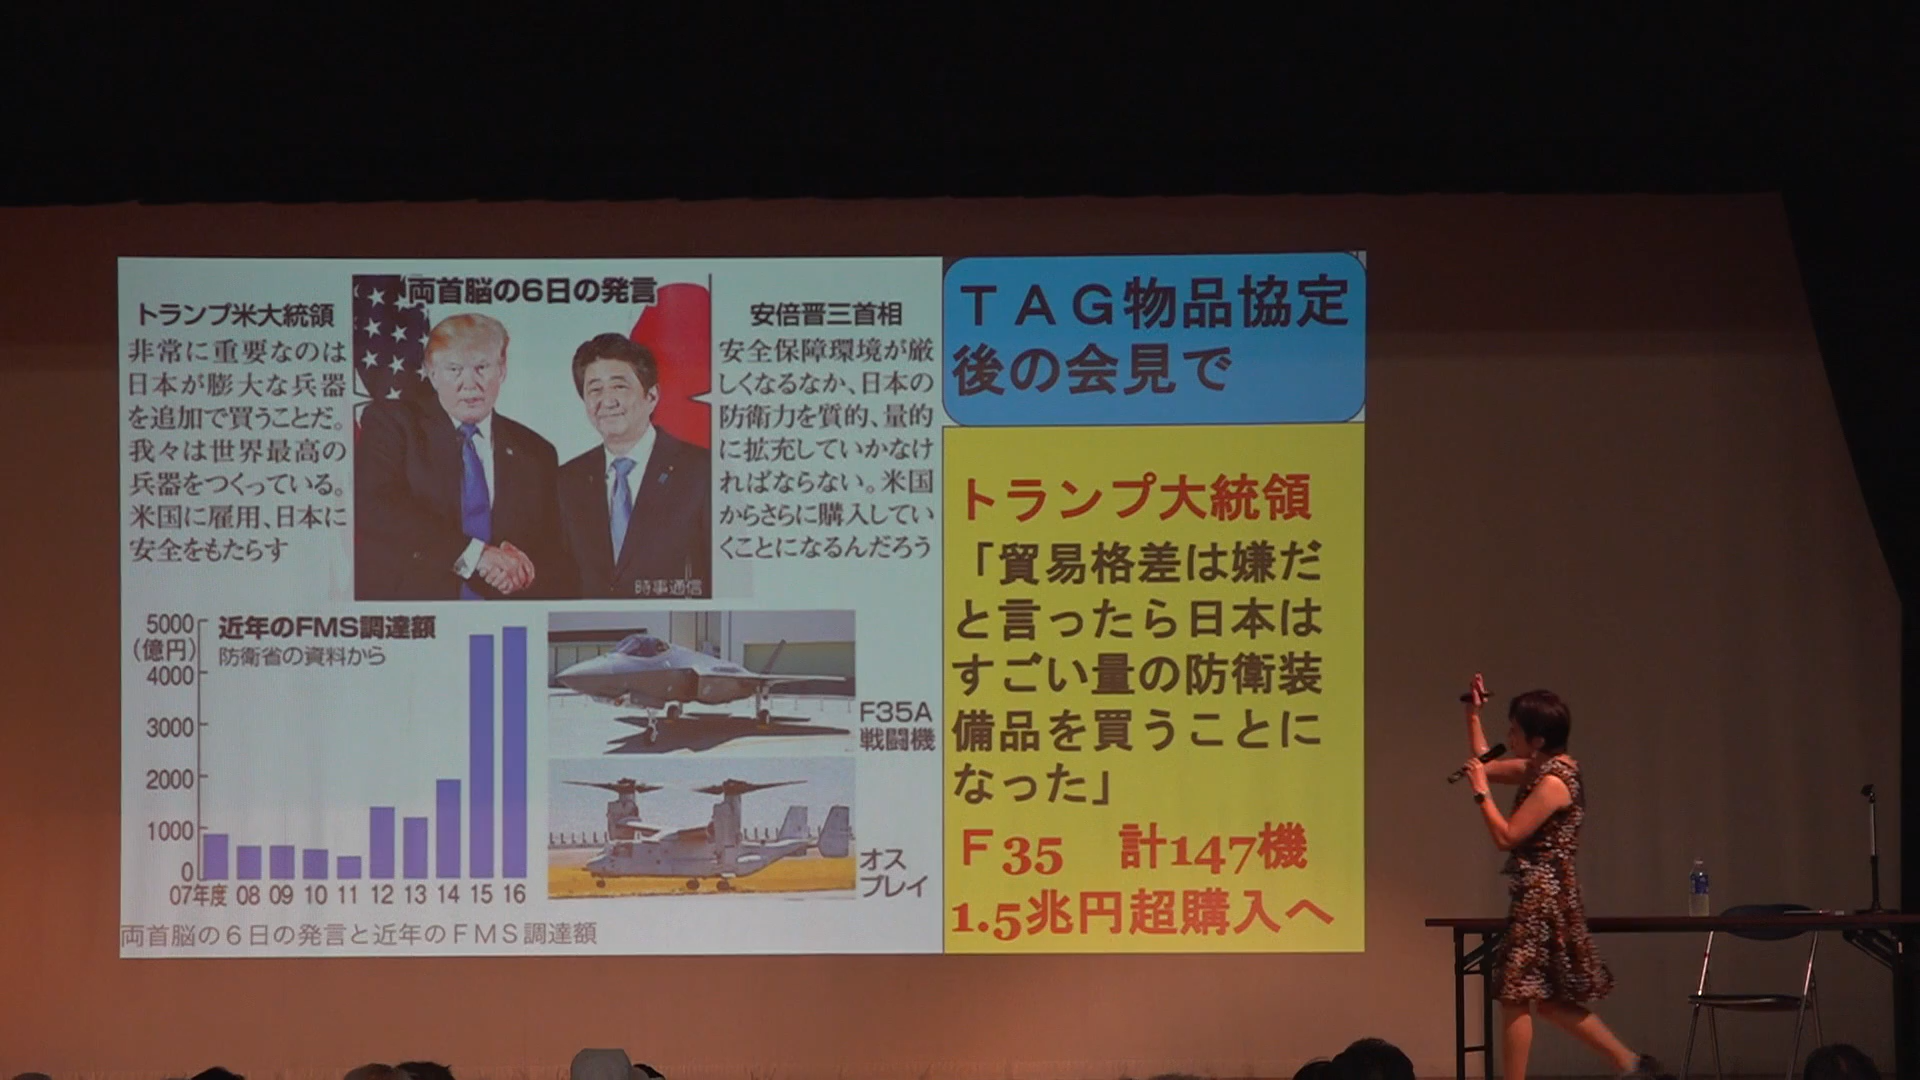 両首脳の6日の発言
トランプ米大統領
非常に重要なのは
日本が膨大な兵器
を追加で買うことだ。
我々は世界最高の
兵器をつくっている。
米国に雇用、日本に
安全をもたらす
安倍晋三首相
安全保障環境が厳
しくなるなか、日本の
防衛力を質的、量的
に拡充していかなけ
ればならない。米国
からさらに購入してい
くことになるんだろう
時事通信
近年のFMS調達額
防衛省の資料から
5000
(億円)
4000
3000
2000
1000
0
07年度 08 09 10 11 12 13 14 15 16
F35A
戦闘機
オス
プレイ
両首脳の6日の発言と近年のFMS調達額
TAG物品協定
後の会見で
トランプ大統領
「貿易格差は嫌だ
と言ったら日本は
すごい量の防衛装
備品を買うことに
なった」
F35 計147機
1.5兆円超購入へ